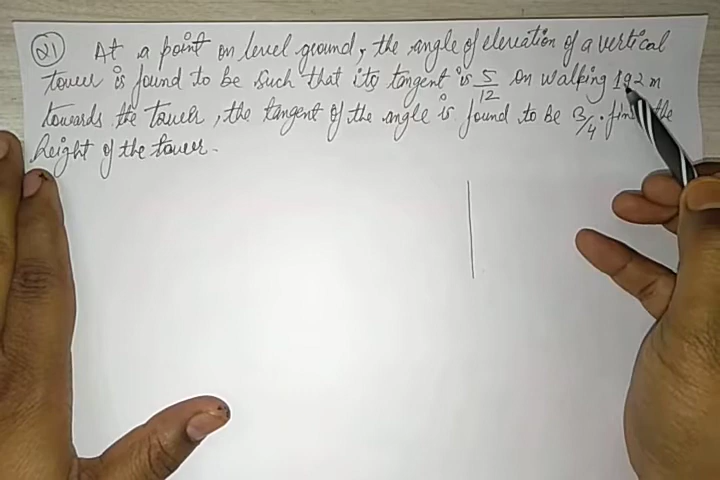 Q1 At a point on level ground, the angle of elevation of a vertical
tower is found to be such that its tangent is 5/12 on walking 192 m
towards the tower, the tangent of the angle is found to be 3/4. find the
height of the tower.